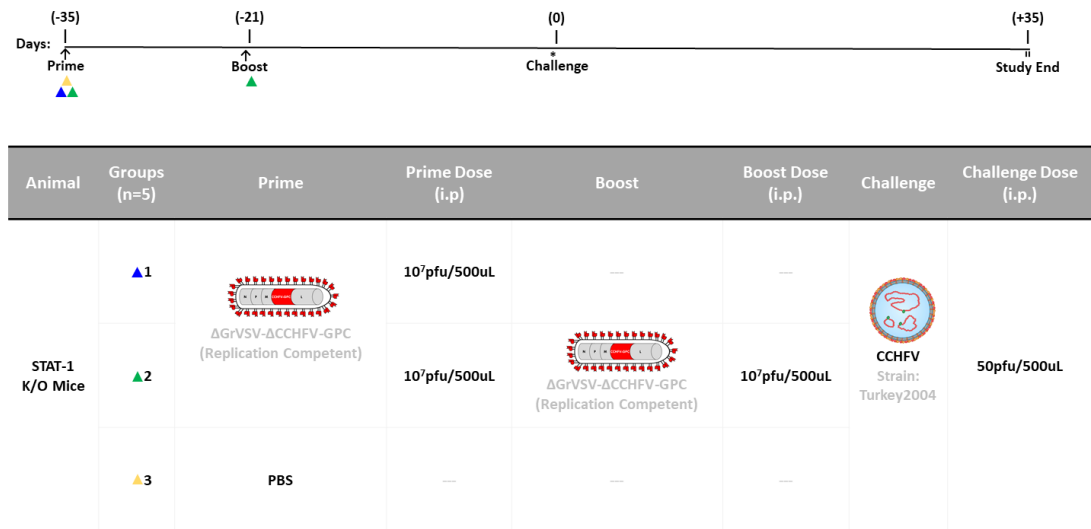 (-35) (-21) (0) (+35)
Days:
Prime Boost Challenge Study End
Animal Groups (n=5) Prime Prime Dose (i.p) Boost Boost Dose (i.p.) Challenge Challenge Dose (i.p.)
STAT-1
K/O Mice
1
ΔGrVSV-ΔCCHFV-GPC
(Replication Competent)
10⁷pfu/500uL
---
---
2
10⁷pfu/500uL
N P M CCHFV-GPC L
ΔGrVSV-ΔCCHFV-GPC
(Replication Competent)
10⁷pfu/500uL
CCHFV
Strain:
Turkey2004
50pfu/500uL
3
PBS
---
---
---